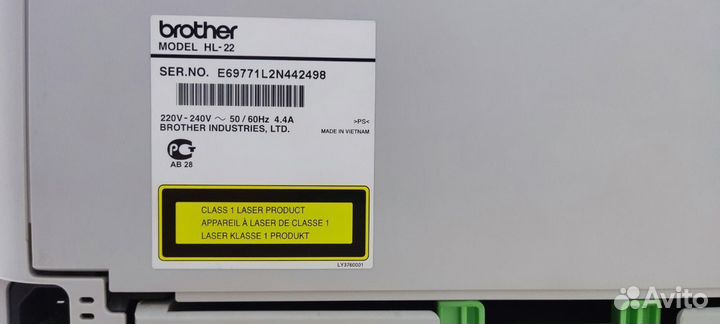 brother
MODEL HL-22
SER.NO. E69771L2N442498
220V-240V ~ 50/60Hz 4.4A
>PS<
BROTHER INDUSTRIES, LTD.
MADE IN VIETNAM
AB 28
CLASS 1 LASER PRODUCT
APPAREIL À LASER DE CLASSE 1
LASER KLASSE 1 PRODUKT
LY3760001
Avito